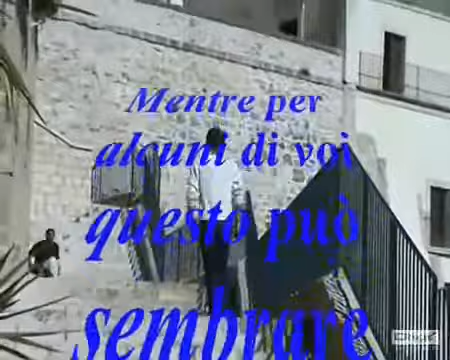 Mentre per
alcuni di voi
questo può
sembrare